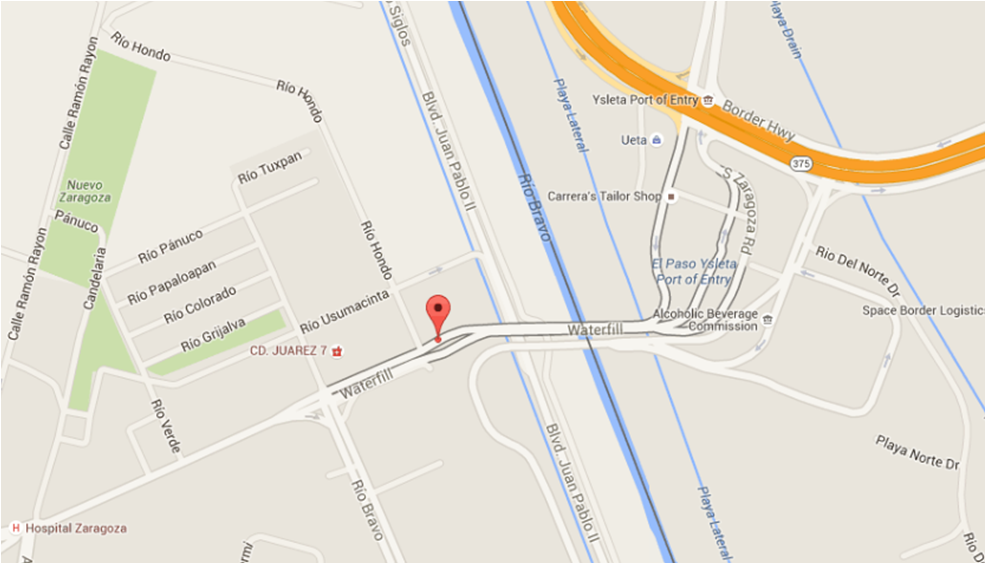 Río Hondo
Calle Ramón Rayon
Río Hondo
Siglos
Blvd. Juan Pablo II
Playa Lateral
Playa Drain
Ysleta Port of Entry
Border Hwy
Ueta
375
Río Tuxpan
Nuevo
Zaragoza
Pánuco
Río Bravo
Carrera's Tailor Shop
S Zaragoza Rd
Río Pánuco
Río Hondo
Calle Ramón Rayon
Candelaria
Río Papaloapan
El Paso Ysleta
Port of Entry
Río Del Norte Dr
Río Colorado
Río Usumacinta
Río Grijalva
Waterfill
Alcoholic Beverage
Commission
Space Border Logistics
CD. JUAREZ 7
Waterfill
Río Verde
Blvd. Juan Pablo II
Playa Norte Dr
Río Bravo
Playa Lateral
H Hospital Zaragoza